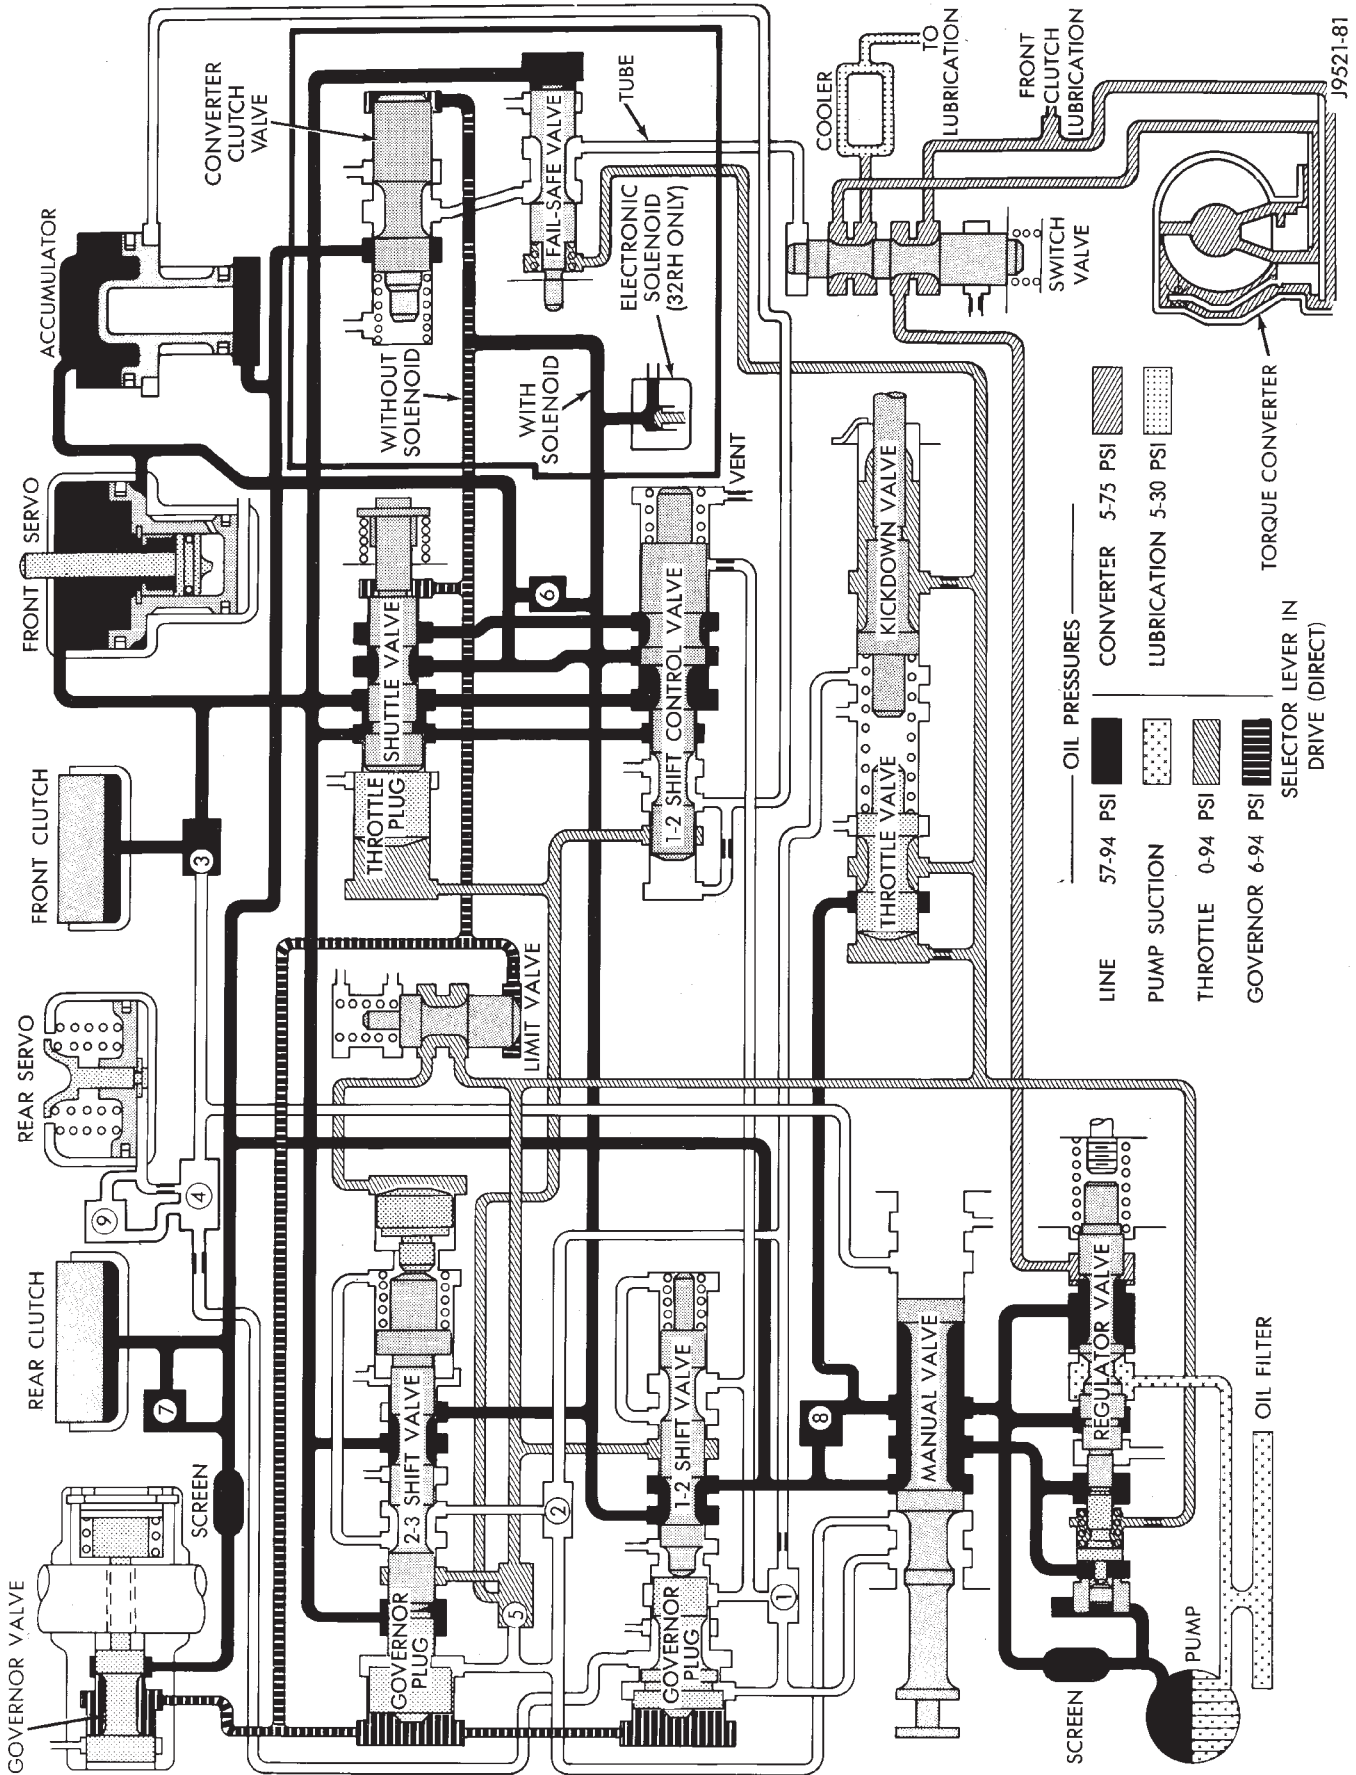 GOVERNOR VALVE
SCREEN
REAR CLUTCH
REAR SERVO
FRONT CLUTCH
FRONT SERVO
ACCUMULATOR
CONVERTER
CLUTCH
VALVE
7
9
4
3
GOVERNOR
PLUG
2-3 SHIFT VALVE
LIMIT VALVE
THROTTLE
PLUG
SHUTTLE VALVE
WITHOUT
SOLENOID
WITH
SOLENOID
FAIL-SAFE VALVE
TUBE
ELECTRONIC
SOLENOID
(32RH ONLY)
5
2
6
GOVERNOR
PLUG
1-2 SHIFT VALVE
1-2 SHIFT CONTROL VALVE
VENT
1
8
MANUAL VALVE
THROTTLE VALVE
KICKDOWN VALVE
SWITCH
VALVE
COOLER
TO
LUBRICATION
FRONT
CLUTCH
LUBRICATION
SCREEN
PUMP
REGULATOR VALVE
OIL FILTER
OIL PRESSURES
LINE 57-94 PSI
PUMP SUCTION
THROTTLE 0-94 PSI
GOVERNOR 6-94 PSI
CONVERTER 5-75 PSI
LUBRICATION 5-30 PSI
SELECTOR LEVER IN
DRIVE (DIRECT)
TORQUE CONVERTER
J9521-81